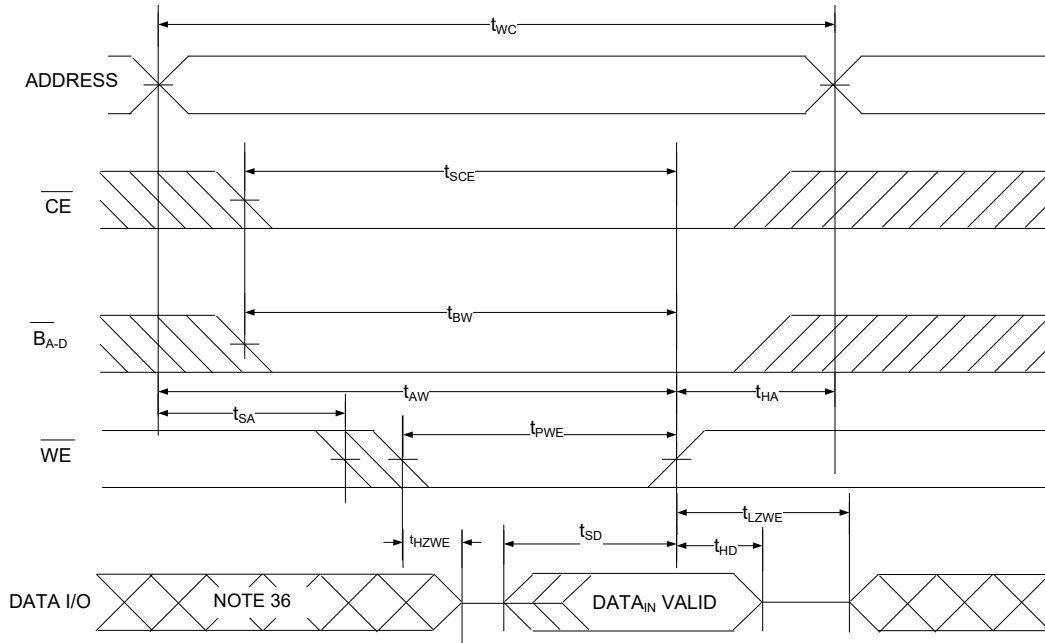 tWC
ADDRESS
tSCE
CE
tBW
BA-D
tAW
tHA
tSA
tPWE
WE
tLZWE
tHZWE
tSD
tHD
DATA I/O
NOTE 36
DATAIN VALID